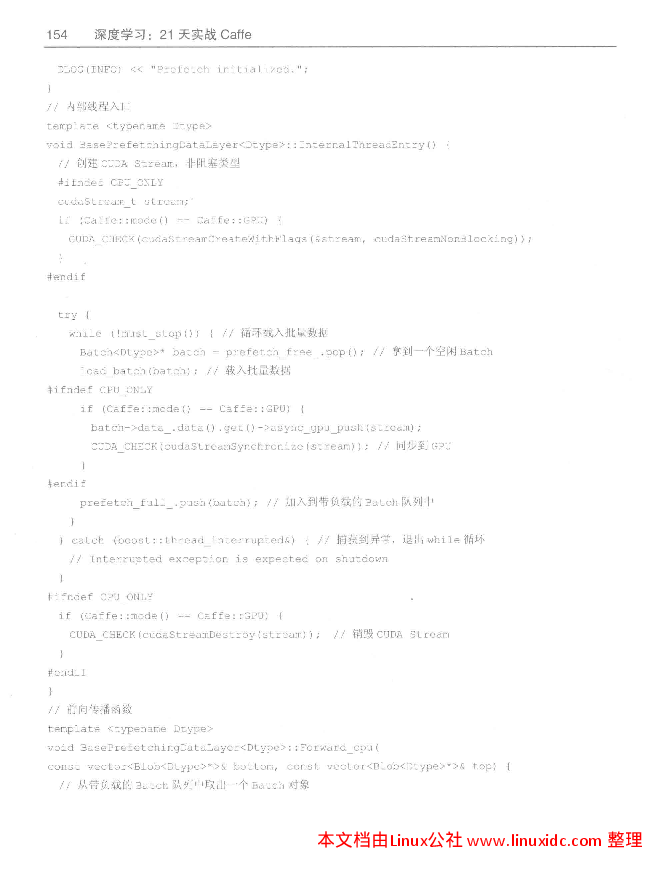 154 深度学习：21 天实战 Caffe
DLOG(INFO) << "Prefetch initialized.";
}
// 内部线程入口
template <typename Dtype>
void BasePrefetchingDataLayer<Dtype>::InternalThreadEntry() {
// 创建 CUDA Stream，非阻塞类型
#ifndef CPU_ONLY
cudaStream_t stream;
if (Caffe::mode() == Caffe::GPU) {
CUDA_CHECK(cudaStreamCreateWithFlags(&stream, cudaStreamNonBlocking));
}
#endif
try {
while (!must_stop()) { // 循环载入批量数据
Batch<Dtype>* batch = prefetch_free_.pop(); // 拿到一个空闲 Batch
load_batch(batch); // 载入批量数据
#ifndef CPU_ONLY
if (Caffe::mode() == Caffe::GPU) {
batch->data_.data().get()->async_gpu_push(stream);
CUDA_CHECK(cudaStreamSynchronize(stream)); // 同步到 GPU
}
#endif
prefetch_full_.push(batch); // 加入到带负载的 Batch 队列中
}
} catch (boost::thread_interrupted&) { // 捕获到异常，退出 while 循环
// Interrupted exception is expected on shutdown
}
#ifndef CPU_ONLY
if (Caffe::mode() == Caffe::GPU) {
CUDA_CHECK(cudaStreamDestroy(stream)); // 销毁 CUDA Stream
}
#endif
}
// 前向传播函数
template <typename Dtype>
void BasePrefetchingDataLayer<Dtype>::Forward_cpu(
const vector<Blob<Dtype>*>& bottom, const vector<Blob<Dtype>*>& top) {
// 从带负载的 Batch 队列中取出一个 Batch 对象
本文档由Linux公社 www.linuxidc.com 整理